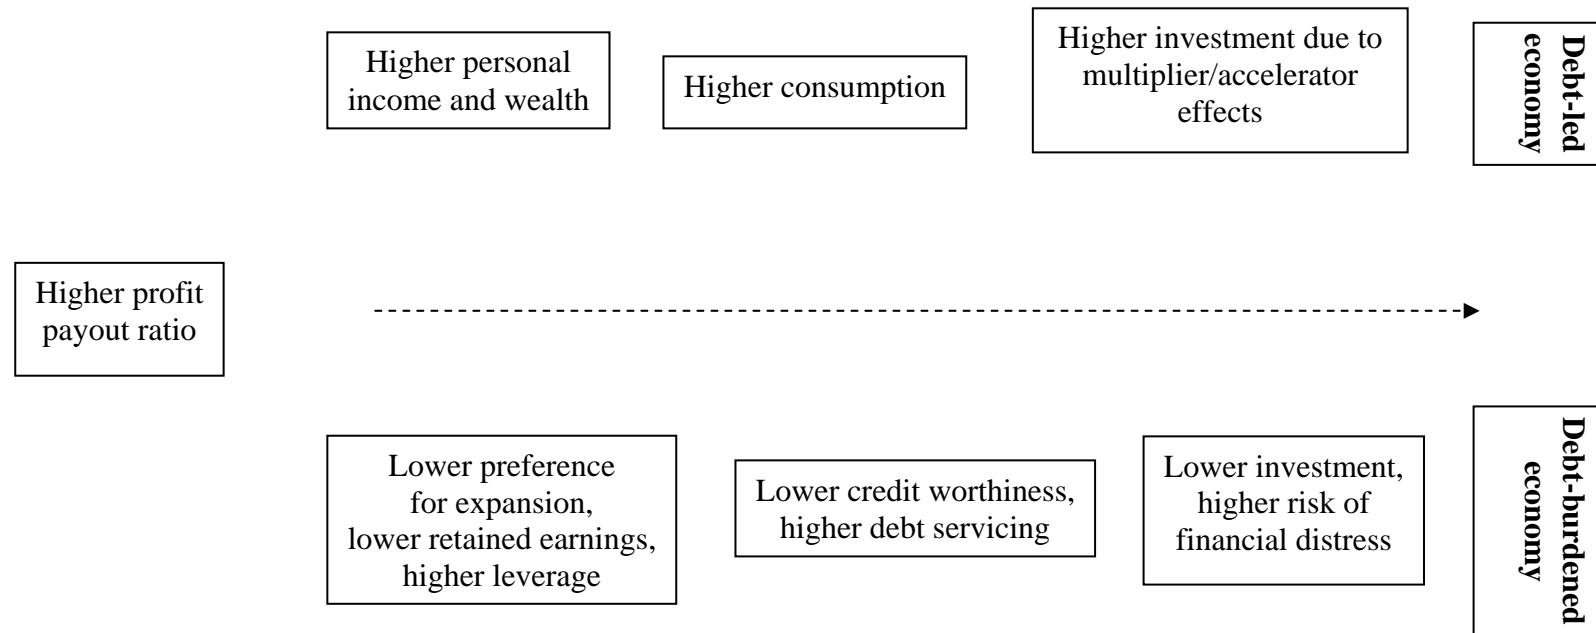 Higher personal
income and wealth
Higher consumption
Higher investment due to
multiplier/accelerator
effects
Debt-led
economy
Higher profit
payout ratio
Lower preference
for expansion,
lower retained earnings,
higher leverage
Lower credit worthiness,
higher debt servicing
Lower investment,
higher risk of
financial distress
Debt-burdened
economy